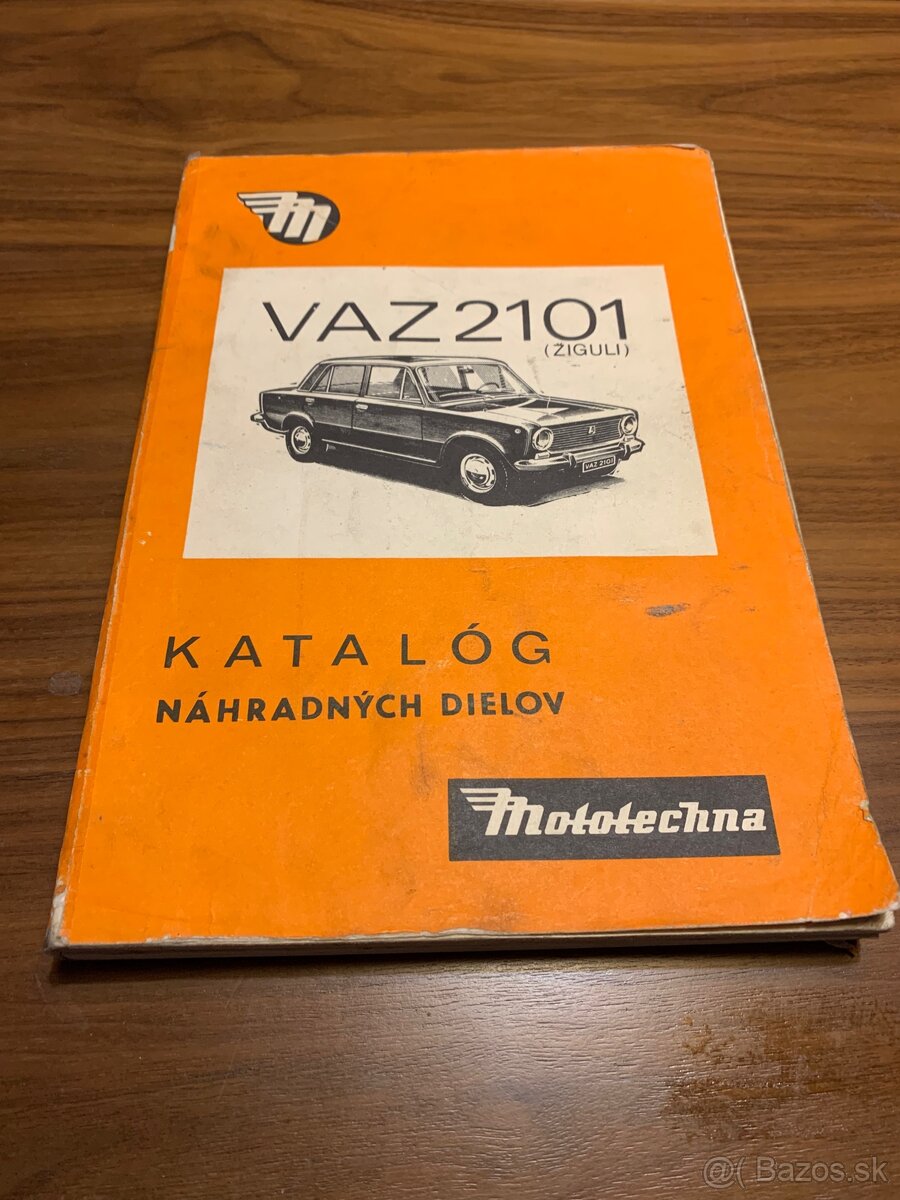 M
VAZ 2101
(ŽIGULI)
VAZ 2101
KATALÓG
NÁHRADNÝCH DIELOV
Mototechna
@( Bazos.sk